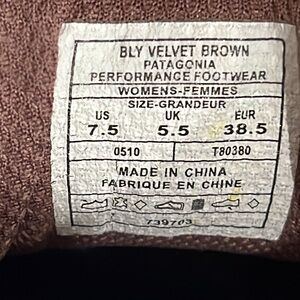 BLY VELVET BROWN
PATAGONIA
PERFORMANCE FOOTWEAR
WOMENS-FEMMES
SIZE-GRANDEUR
US UK EUR
7.5 5.5 38.5
0510 T80380
MADE IN CHINA
FABRIQUE EN CHINE
739703